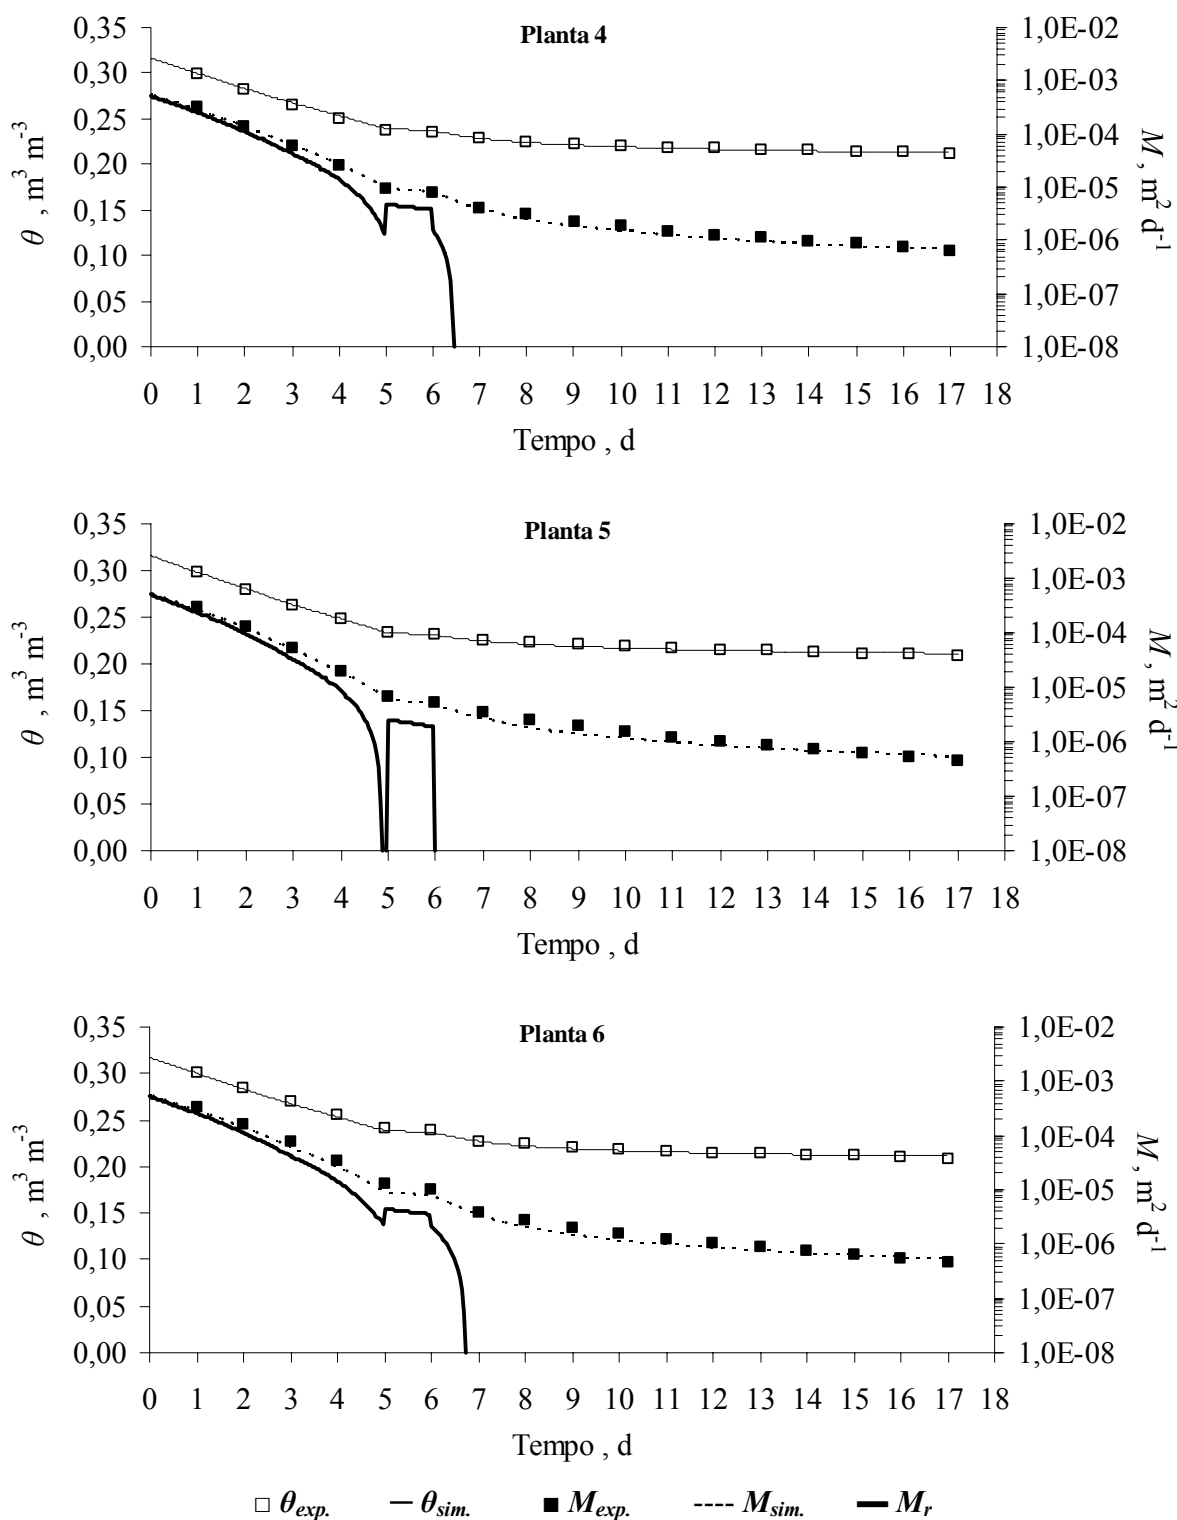 Planta 4
0,35
0,30
0,25
0,20
0,15
0,10
0,05
0,00
θ , m³ m⁻³
1,0E-02
1,0E-03
1,0E-04
1,0E-05
1,0E-06
1,0E-07
1,0E-08
M , m² d⁻¹
0 1 2 3 4 5 6 7 8 9 10 11 12 13 14 15 16 17 18
Tempo , d
Planta 5
0,35
0,30
0,25
0,20
0,15
0,10
0,05
0,00
θ , m³ m⁻³
1,0E-02
1,0E-03
1,0E-04
1,0E-05
1,0E-06
1,0E-07
1,0E-08
M , m² d⁻¹
0 1 2 3 4 5 6 7 8 9 10 11 12 13 14 15 16 17 18
Tempo , d
Planta 6
0,35
0,30
0,25
0,20
0,15
0,10
0,05
0,00
θ , m³ m⁻³
1,0E-02
1,0E-03
1,0E-04
1,0E-05
1,0E-06
1,0E-07
1,0E-08
M , m² d⁻¹
0 1 2 3 4 5 6 7 8 9 10 11 12 13 14 15 16 17 18
Tempo , d
θexp. θsim. Mexp. Msim. Mr